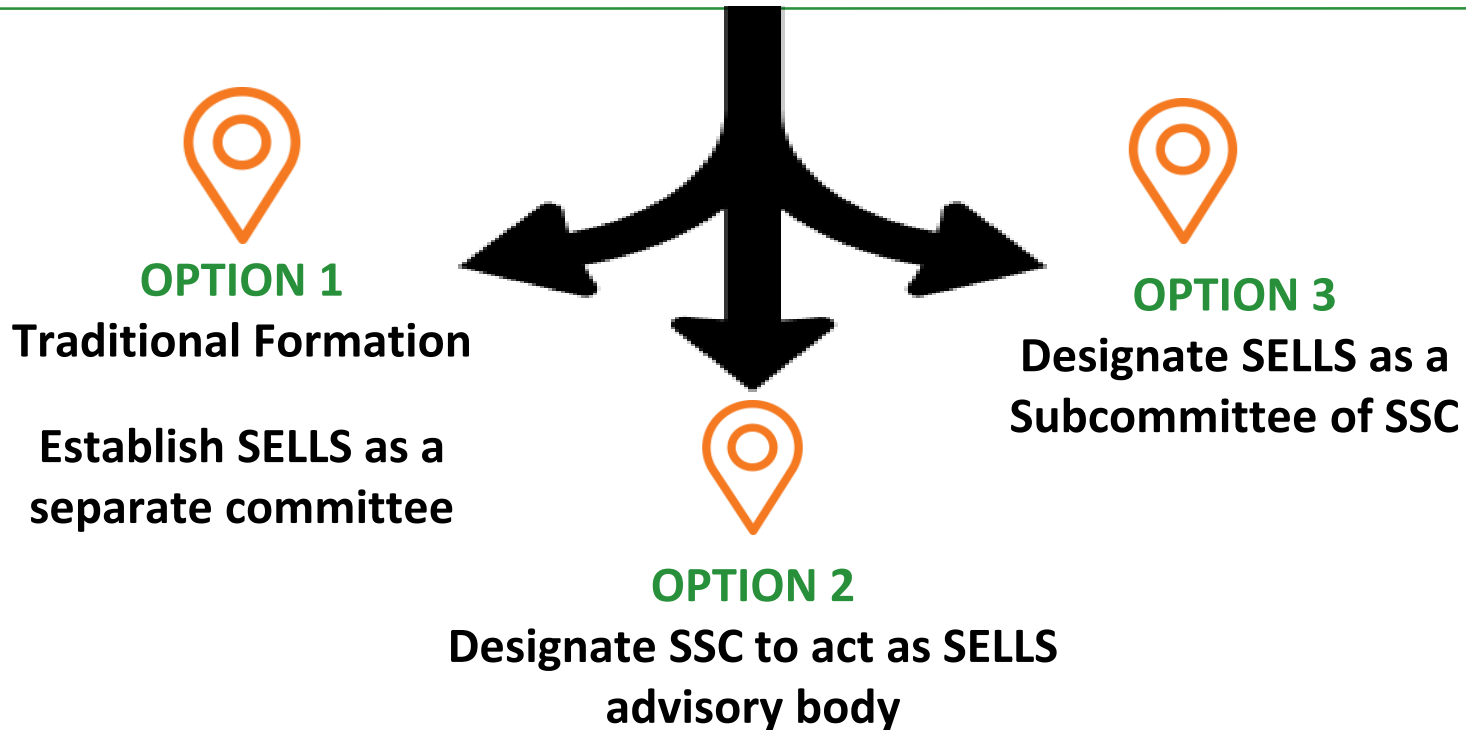 OPTION 1
Traditional Formation
Establish SELLS as a
separate committee
OPTION 2
Designate SSC to act as SELLS
advisory body
OPTION 3
Designate SELLS as a
Subcommittee of SSC